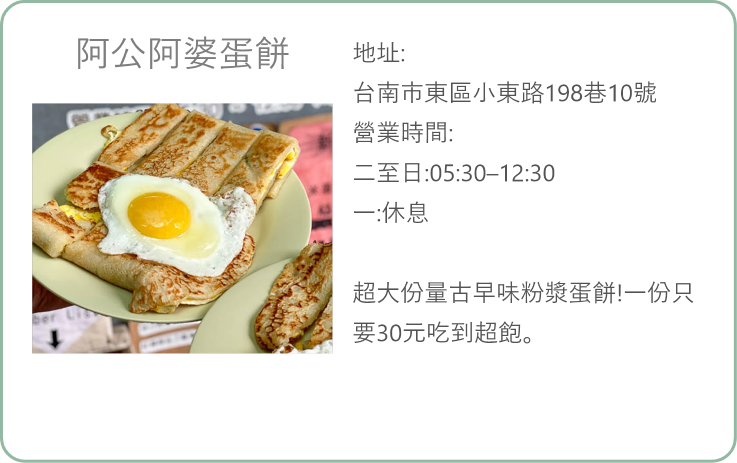 阿公阿婆蛋餅
地址:
台南市東區小東路198巷10號
營業時間:
二至日:05:30–12:30
一:休息
超大份量古早味粉漿蛋餅!一份只
要30元吃到超飽。